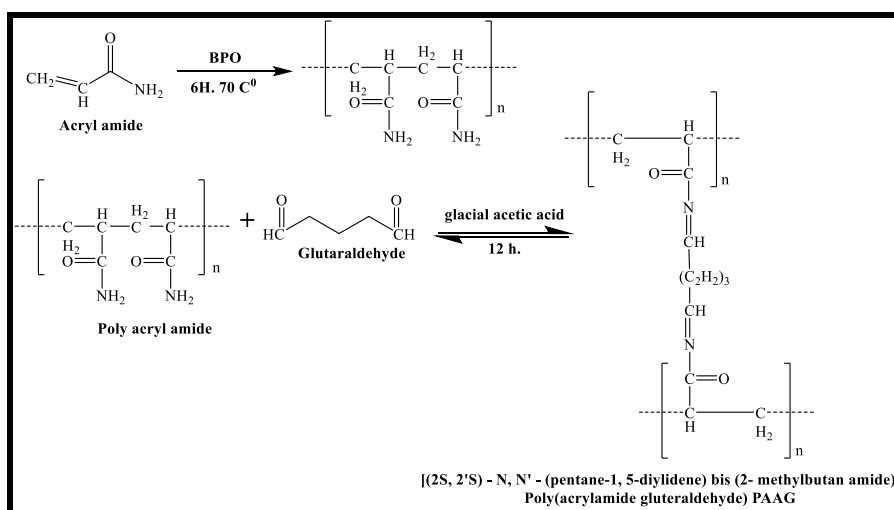 O
CH₂
C
H
NH₂
Acryl amide
BPO
6H. 70 C⁰
H H₂ H
C C C C
H₂
O=C O=C
NH₂ NH₂
n
H H₂ H
C C C C
H₂
O=C O=C
NH₂ NH₂
n
Poly acryl amide
+
O O
HC CH
Glutaraldehyde
glacial acetic acid
12 h.
H
C C
H₂
O=C
n
N
CH
(C₂H₂)₃
CH
N
C=O
C C
H H₂
n
[(2S, 2'S) - N, N' - (pentane-1, 5-diylidene) bis (2- methylbutan amide)
Poly(acrylamide gluteraldehyde) PAAG